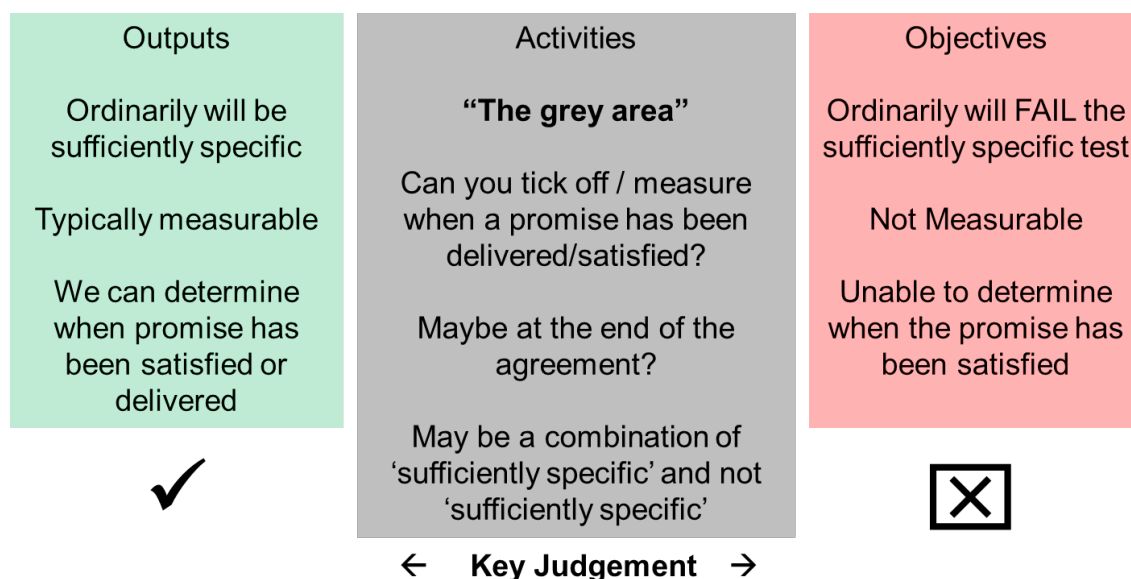 Outputs
Ordinarily will be
sufficiently specific
Typically measurable
We can determine
when promise has
been satisfied or
delivered
Activities
“The grey area”
Can you tick off / measure
when a promise has been
delivered/satisfied?
Maybe at the end of the
agreement?
May be a combination of
‘sufficiently specific’ and not
‘sufficiently specific’
Objectives
Ordinarily will FAIL the
sufficiently specific test
Not Measurable
Unable to determine
when the promise has
been satisfied
← Key Judgement →